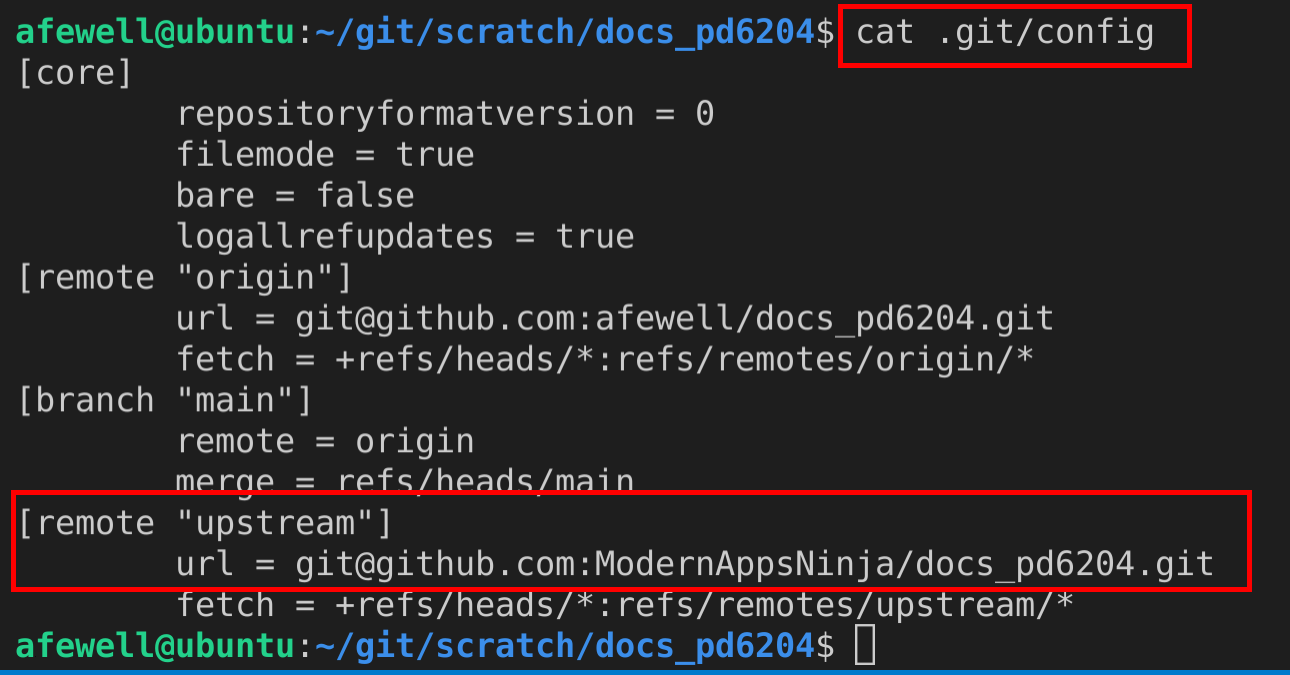 afewell@ubuntu:~/git/scratch/docs_pd6204$ cat .git/config
[core]
        repositoryformatversion = 0
        filemode = true
        bare = false
        logallrefupdates = true
[remote "origin"]
        url = git@github.com:afewell/docs_pd6204.git
        fetch = +refs/heads/*:refs/remotes/origin/*
[branch "main"]
        remote = origin
        merge = refs/heads/main
[remote "upstream"]
        url = git@github.com:ModernAppsNinja/docs_pd6204.git
        fetch = +refs/heads/*:refs/remotes/upstream/*
afewell@ubuntu:~/git/scratch/docs_pd6204$